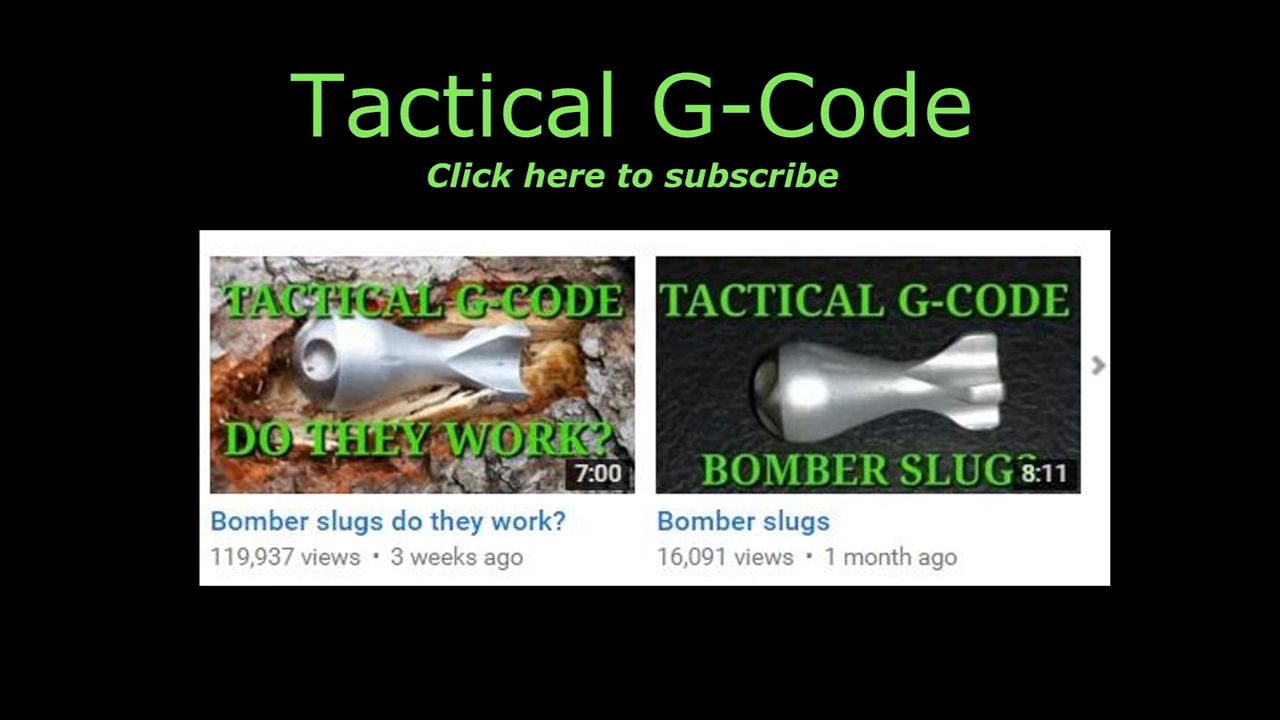 Tactical G-Code
Click here to subscribe
TACTICAL G-CODE
DO THEY WORK?
7:00
Bomber slugs do they work?
119,937 views • 3 weeks ago
TACTICAL G-CODE
BOMBER SLUGS
8:11
Bomber slugs
16,091 views • 1 month ago